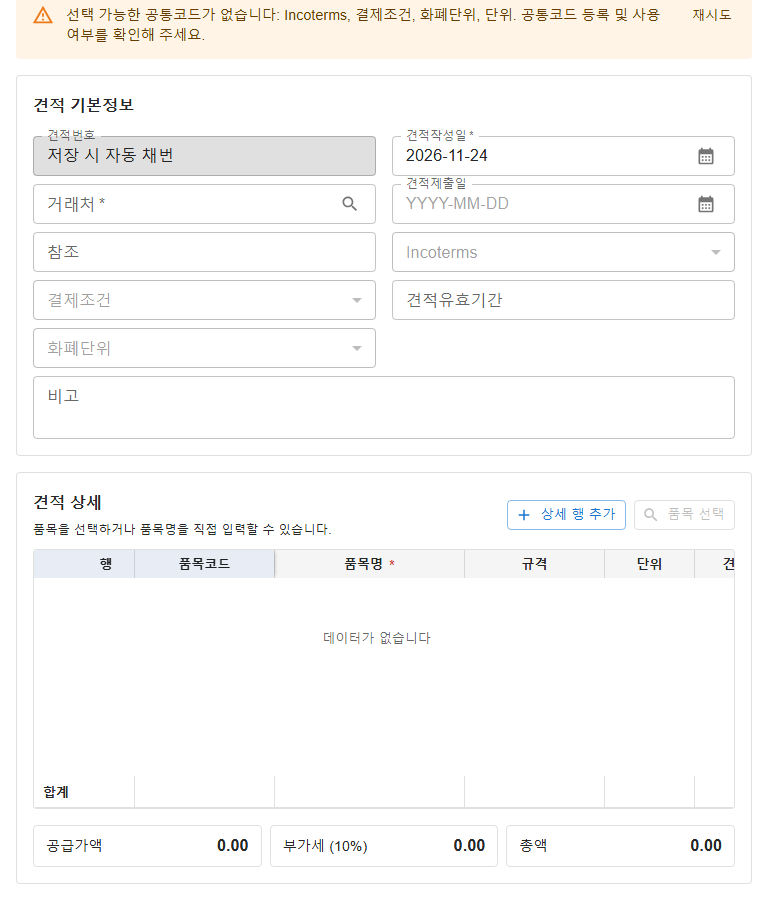 선택 가능한 공통코드가 없습니다: Incoterms, 결제조건, 화폐단위, 단위. 공통코드 등록 및 사용
여부를 확인해 주세요.
재시도
견적 기본정보
견적번호
저장 시 자동 채번
견적작성일 *
2026-11-24
거래처 *
견적제출일
YYYY-MM-DD
참조
Incoterms
결제조건
견적유효기간
화폐단위
비고
견적 상세
품목을 선택하거나 품목명을 직접 입력할 수 있습니다.
+ 상세 행 추가
품목 선택
행 품목코드 품목명 * 규격 단위 견
데이터가 없습니다
합계
공급가액 0.00
부가세 (10%) 0.00
총액 0.00